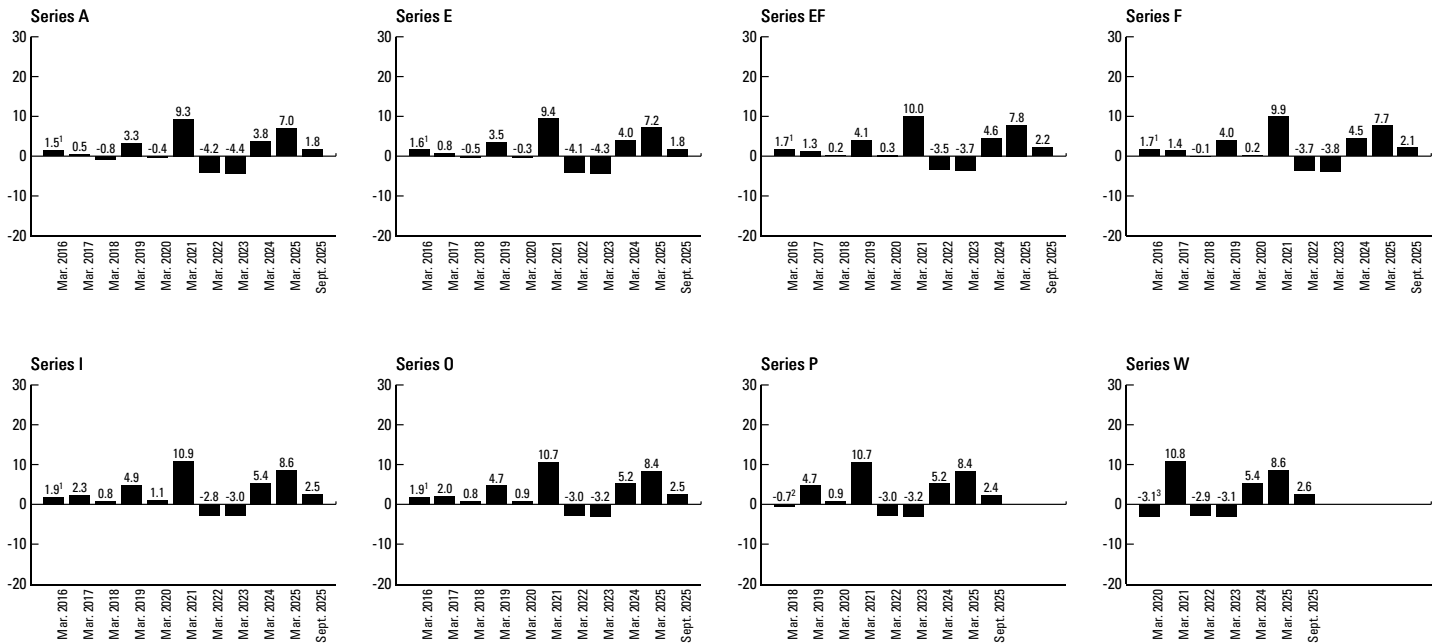 Series A
30
20
10
0
-10
-20
1.5¹
0.5
-0.8
3.3
-0.4
9.3
-4.2
-4.4
3.8
7.0
1.8
Mar. 2016
Mar. 2017
Mar. 2018
Mar. 2019
Mar. 2020
Mar. 2021
Mar. 2022
Mar. 2023
Mar. 2024
Mar. 2025
Sept. 2025
Series E
30
20
10
0
-10
-20
1.6¹
0.8
-0.5
3.5
-0.3
9.4
-4.1
-4.3
4.0
7.2
1.8
Mar. 2016
Mar. 2017
Mar. 2018
Mar. 2019
Mar. 2020
Mar. 2021
Mar. 2022
Mar. 2023
Mar. 2024
Mar. 2025
Sept. 2025
Series EF
30
20
10
0
-10
-20
1.7¹
1.3
0.2
4.1
0.3
10.0
-3.5
-3.7
4.6
7.8
2.2
Mar. 2016
Mar. 2017
Mar. 2018
Mar. 2019
Mar. 2020
Mar. 2021
Mar. 2022
Mar. 2023
Mar. 2024
Mar. 2025
Sept. 2025
Series F
30
20
10
0
-10
-20
1.7¹
1.4
-0.1
4.0
0.2
9.9
-3.7
-3.8
4.5
7.7
2.1
Mar. 2016
Mar. 2017
Mar. 2018
Mar. 2019
Mar. 2020
Mar. 2021
Mar. 2022
Mar. 2023
Mar. 2024
Mar. 2025
Sept. 2025
Series I
30
20
10
0
-10
-20
1.9¹
2.3
0.8
4.9
1.1
10.9
-2.8
-3.0
5.4
8.6
2.5
Mar. 2016
Mar. 2017
Mar. 2018
Mar. 2019
Mar. 2020
Mar. 2021
Mar. 2022
Mar. 2023
Mar. 2024
Mar. 2025
Sept. 2025
Series O
30
20
10
0
-10
-20
1.9¹
2.0
0.8
4.7
0.9
10.7
-3.0
-3.2
5.2
8.4
2.5
Mar. 2016
Mar. 2017
Mar. 2018
Mar. 2019
Mar. 2020
Mar. 2021
Mar. 2022
Mar. 2023
Mar. 2024
Mar. 2025
Sept. 2025
Series P
30
20
10
0
-10
-20
-0.7²
4.7
0.9
10.7
-3.0
-3.2
5.2
8.4
2.4
Mar. 2018
Mar. 2019
Mar. 2020
Mar. 2021
Mar. 2022
Mar. 2023
Mar. 2024
Mar. 2025
Sept. 2025
Series W
30
20
10
0
-10
-20
-3.1³
10.8
-2.9
-3.1
5.4
8.6
2.6
Mar. 2020
Mar. 2021
Mar. 2022
Mar. 2023
Mar. 2024
Mar. 2025
Sept. 2025